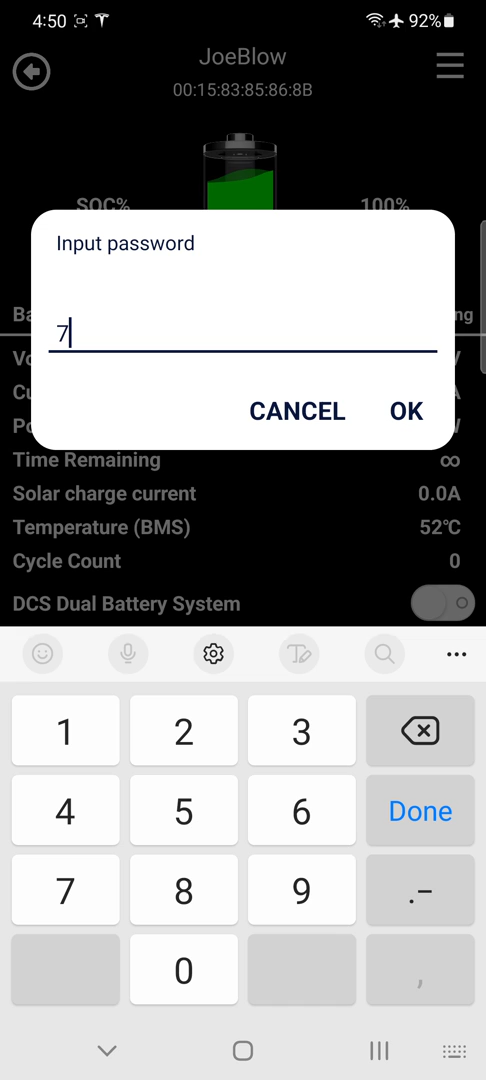 4:50 92%
JoeBlow
00:15:83:85:86:8B
SOC% 100%
Input password
7
CANCEL OK
Time Remaining ∞
Solar charge current 0.0A
Temperature (BMS) 52℃
Cycle Count 0
DCS Dual Battery System
1 2 3
4 5 6 Done
7 8 9 .-
0 ,